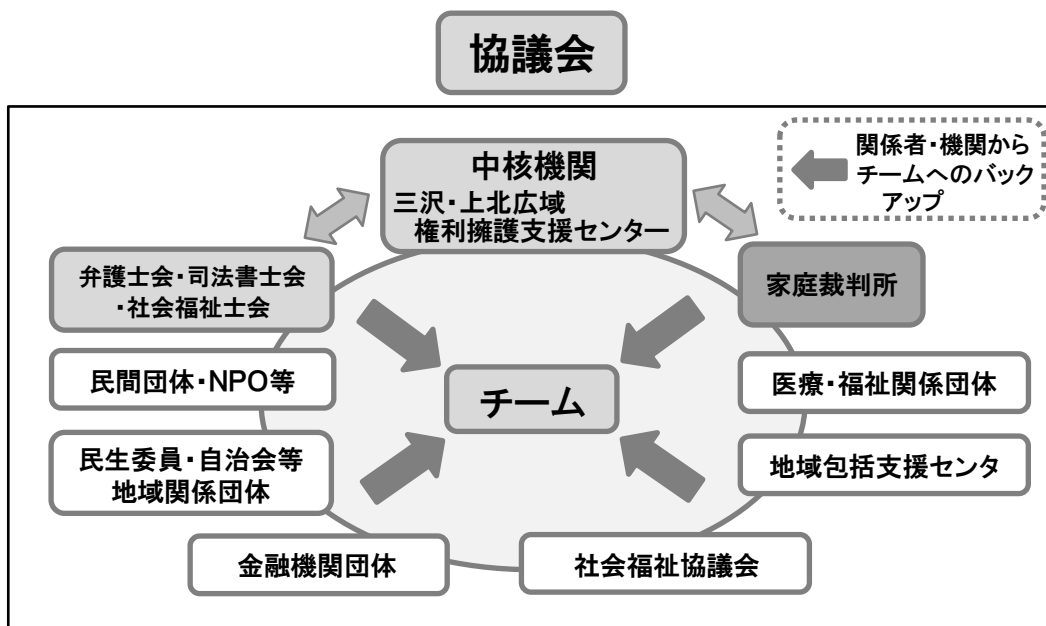 協議会
中核機関
三沢・上北広域
権利擁護支援センター
関係者・機関から
チームへのバック
アップ
弁護士会・司法書士会
・社会福祉士会
家庭裁判所
民間団体・NPO等
チーム
医療・福祉関係団体
民生委員・自治会等
地域関係団体
地域包括支援センタ
金融機関団体
社会福祉協議会